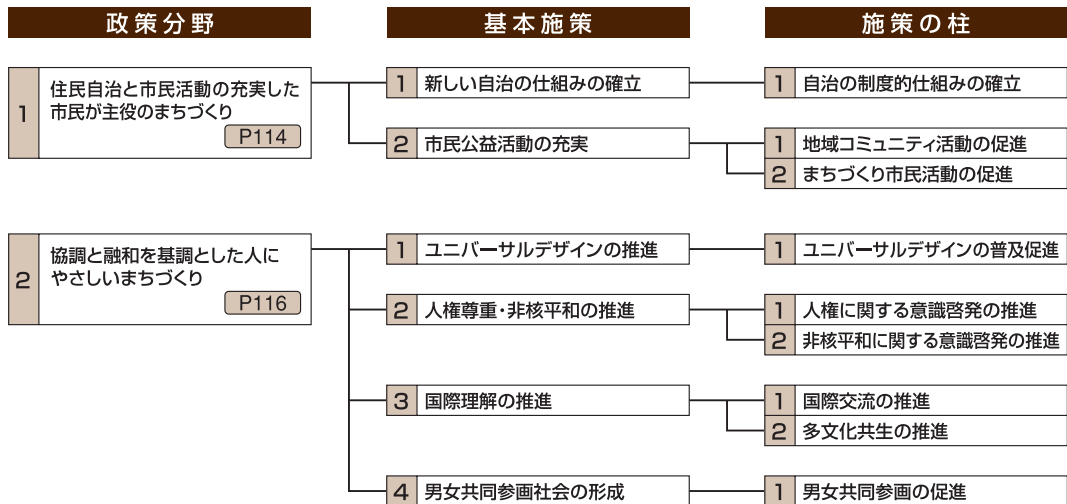 政策分野
基本施策
施策の柱
1
住民自治と市民活動の充実した
市民が主役のまちづくり
P114
1 新しい自治の仕組みの確立
1 自治の制度的仕組みの確立
2 市民公益活動の充実
1 地域コミュニティ活動の促進
2 まちづくり市民活動の促進
2
協調と融和を基調とした人に
やさしいまちづくり
P116
1 ユニバーサルデザインの推進
1 ユニバーサルデザインの普及促進
2 人権尊重・非核平和の推進
1 人権に関する意識啓発の推進
2 非核平和に関する意識啓発の推進
3 国際理解の推進
1 国際交流の推進
2 多文化共生の推進
4 男女共同参画社会の形成
1 男女共同参画の促進